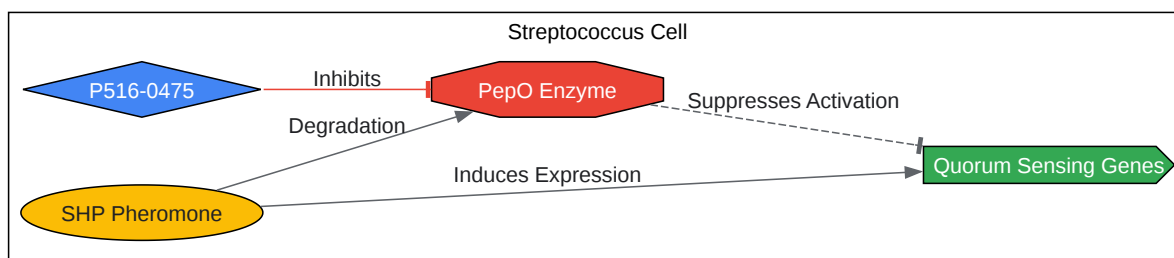 Streptococcus Cell
P516-0475
Inhibits
PepO Enzyme
Suppresses Activation
Degradation
Quorum Sensing Genes
Induces Expression
SHP Pheromone